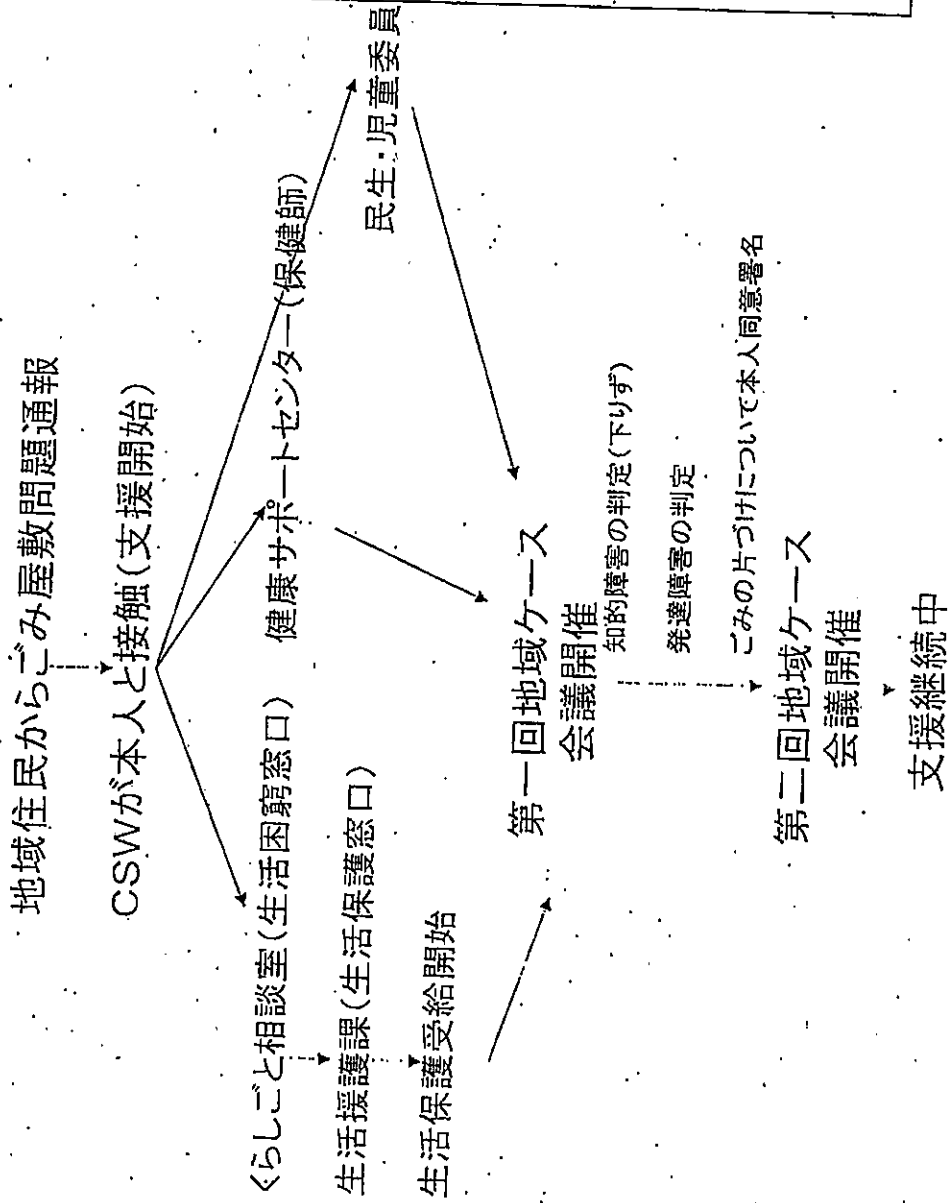 地域住民からごみ屋敷問題通報
CSWが本人と接触(支援開始)
くらしごと相談室(生活困窮窓口)
生活援護課(生活保護窓口)
生活保護受給開始
健康サポートセンター(保健師)
民生・児童委員
第一回地域ケース
会議開催
知的障害の判定(下りず)
発達障害の判定
ごみの片づけについて本人同意署名
第二回地域ケース
会議開催
支援継続中